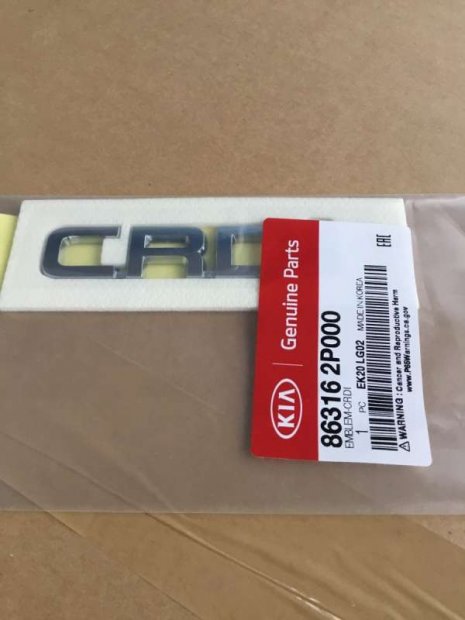 CRD
KIA
Genuine Parts
86316 2P000
EMBLEM-CRDI
1 PC EK20 LG02 MADE IN KOREA
EAC
⚠ WARNING : Cancer and Reproductive Harm
www.P65Warnings.ca.gov